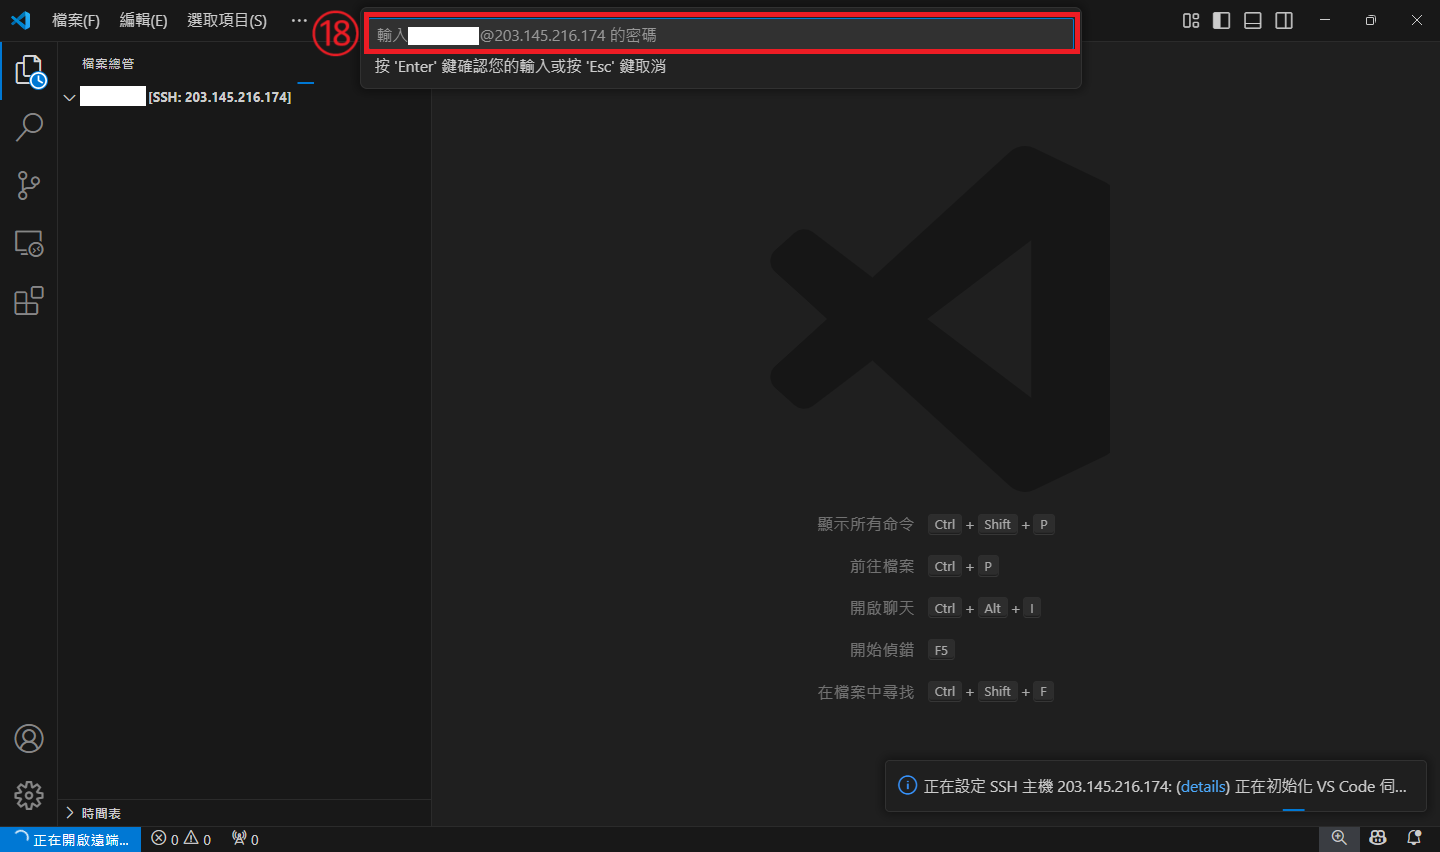 檔案(F) 編輯(E) 選取項目(S) ···
⑱
輸入 @203.145.216.174 的密碼
按 'Enter' 鍵確認您的輸入或按 'Esc' 鍵取消
檔案總管
[SSH: 203.145.216.174]
顯示所有命令 Ctrl + Shift + P
前往檔案 Ctrl + P
開啟聊天 Ctrl + Alt + I
開始偵錯 F5
在檔案中尋找 Ctrl + Shift + F
正在設定 SSH 主機 203.145.216.174: (details) 正在初始化 VS Code 伺...
時間表
正在開啟遠端... 0 0 0